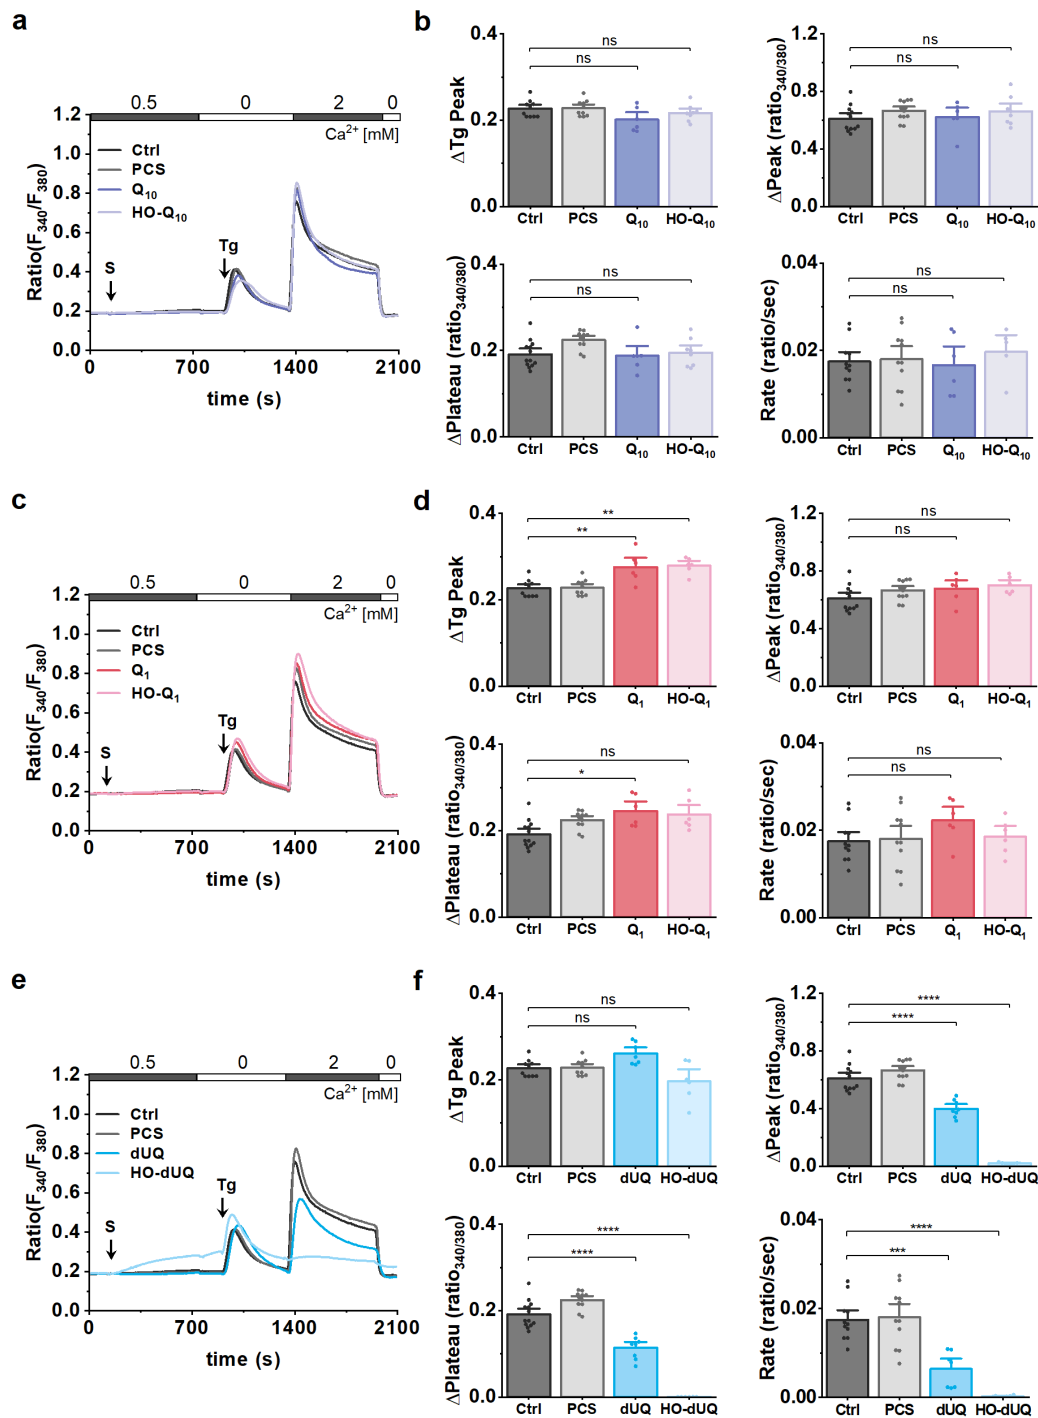 a
0.5 0 2 0
Ca2+ [mM]
Ratio(F340/F380)
1.2
1.0
0.8
0.6
0.4
0.2
0.0
Ctrl
PCS
Q10
HO-Q10
S
Tg
0 700 1400 2100
time (s)
b
ΔTg Peak
0.4
0.2
0.0
ns
ns
Ctrl PCS Q10 HO-Q10
ΔPeak (ratio340/380)
1.2
0.8
0.4
0.0
ns
ns
Ctrl PCS Q10 HO-Q10
ΔPlateau (ratio340/380)
0.4
0.2
0.0
ns
ns
Ctrl PCS Q10 HO-Q10
Rate (ratio/sec)
0.04
0.02
0.00
ns
ns
Ctrl PCS Q10 HO-Q10
c
0.5 0 2 0
Ca2+ [mM]
Ratio(F340/F380)
1.2
1.0
0.8
0.6
0.4
0.2
0.0
Ctrl
PCS
Q1
HO-Q1
S
Tg
0 700 1400 2100
time (s)
d
ΔTg Peak
0.4
0.2
0.0
**
**
Ctrl PCS Q1 HO-Q1
ΔPeak (ratio340/380)
1.2
0.6
0.0
ns
ns
Ctrl PCS Q1 HO-Q1
ΔPlateau (ratio340/380)
0.4
0.2
0.0
ns
*
Ctrl PCS Q1 HO-Q1
Rate (ratio/sec)
0.04
0.02
0.00
ns
ns
Ctrl PCS Q1 HO-Q1
e
0.5 0 2 0
Ca2+ [mM]
Ratio(F340/F380)
1.2
1.0
0.8
0.6
0.4
0.2
0.0
Ctrl
PCS
dUQ
HO-dUQ
S
Tg
0 700 1400 2100
time (s)
f
ΔTg Peak
0.4
0.2
0.0
ns
ns
Ctrl PCS dUQ HO-dUQ
ΔPeak (ratio340/380)
1.2
0.8
0.4
0.0
****
****
Ctrl PCS dUQ HO-dUQ
ΔPlateau (ratio340/380)
0.4
0.2
0.0
****
****
Ctrl PCS dUQ HO-dUQ
Rate (ratio/sec)
0.04
0.02
0.00
****
***
Ctrl PCS dUQ HO-dUQ